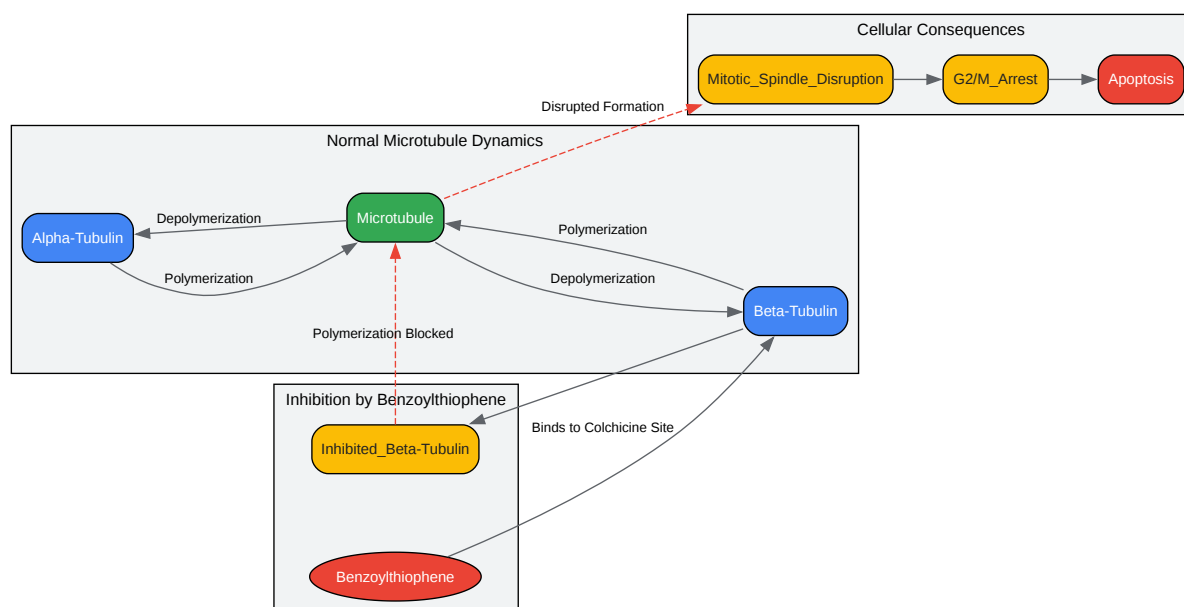 Cellular Consequences
Mitotic_Spindle_Disruption
G2/M_Arrest
Apoptosis
Disrupted Formation
Normal Microtubule Dynamics
Microtubule
Depolymerization
Alpha-Tubulin
Polymerization
Polymerization
Depolymerization
Beta-Tubulin
Polymerization Blocked
Inhibition by Benzoylthiophene
Binds to Colchicine Site
Inhibited_Beta-Tubulin
Benzoylthiophene